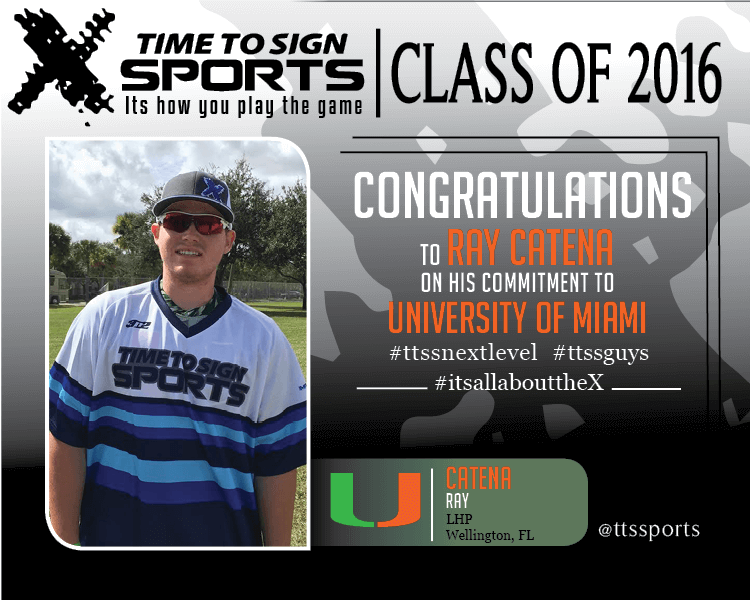 TIME TO SIGN
SPORTS
Its how you play the game
CLASS OF 2016
CONGRATULATIONS
TO RAY CATENA
ON HIS COMMITMENT TO
UNIVERSITY OF MIAMI
#ttssnextlevel #ttssguys
#itsallabouttheX
TIME TO SIGN
SPORTS
CATENA
RAY
LHP
Wellington, FL
@ttssports